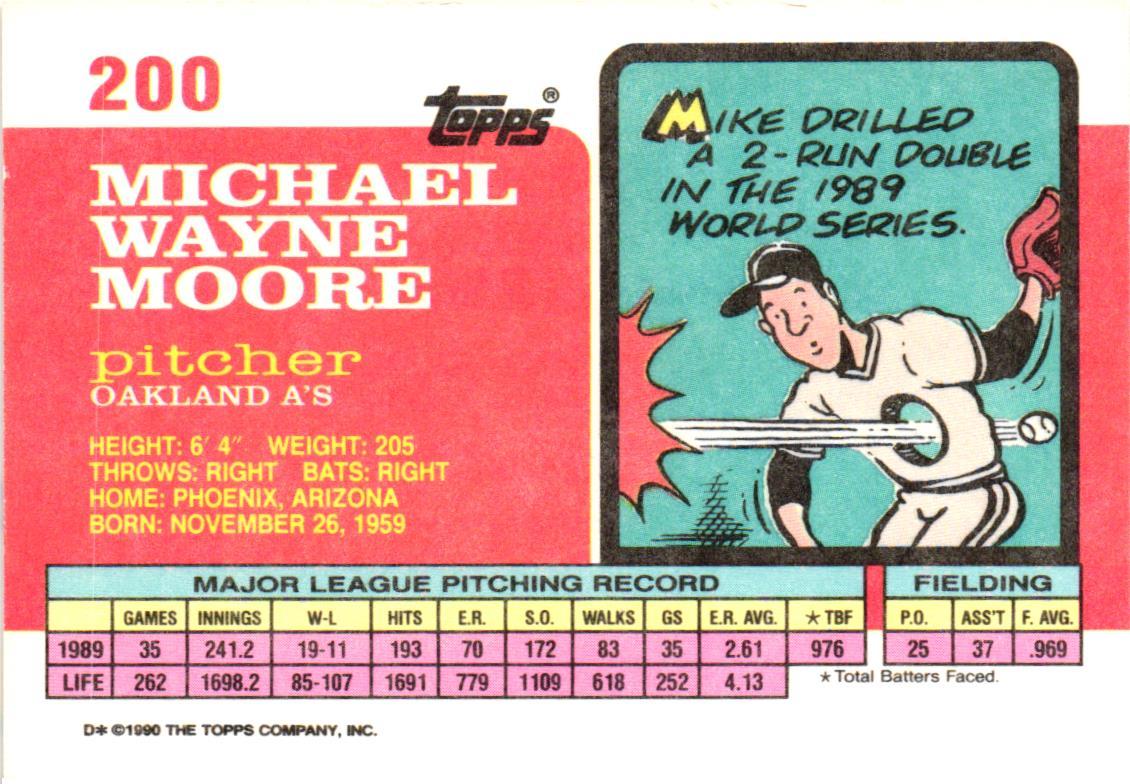 200
topps®
MICHAEL
WAYNE
MOORE
pitcher
OAKLAND A'S
HEIGHT: 6' 4" WEIGHT: 205
THROWS: RIGHT BATS: RIGHT
HOME: PHOENIX, ARIZONA
BORN: NOVEMBER 26, 1959
MIKE DRILLED
A 2-RUN DOUBLE
IN THE 1989
WORLD SERIES.
MAJOR LEAGUE PITCHING RECORD
GAMES INNINGS W-L HITS E.R. S.O. WALKS GS E.R. AVG. *TBF
1989 35 241.2 19-11 193 70 172 83 35 2.61 976
LIFE 262 1698.2 85-107 1691 779 1109 618 252 4.13
FIELDING
P.O. ASS'T F. AVG.
25 37 .969
*Total Batters Faced.
D* ©1990 THE TOPPS COMPANY, INC.